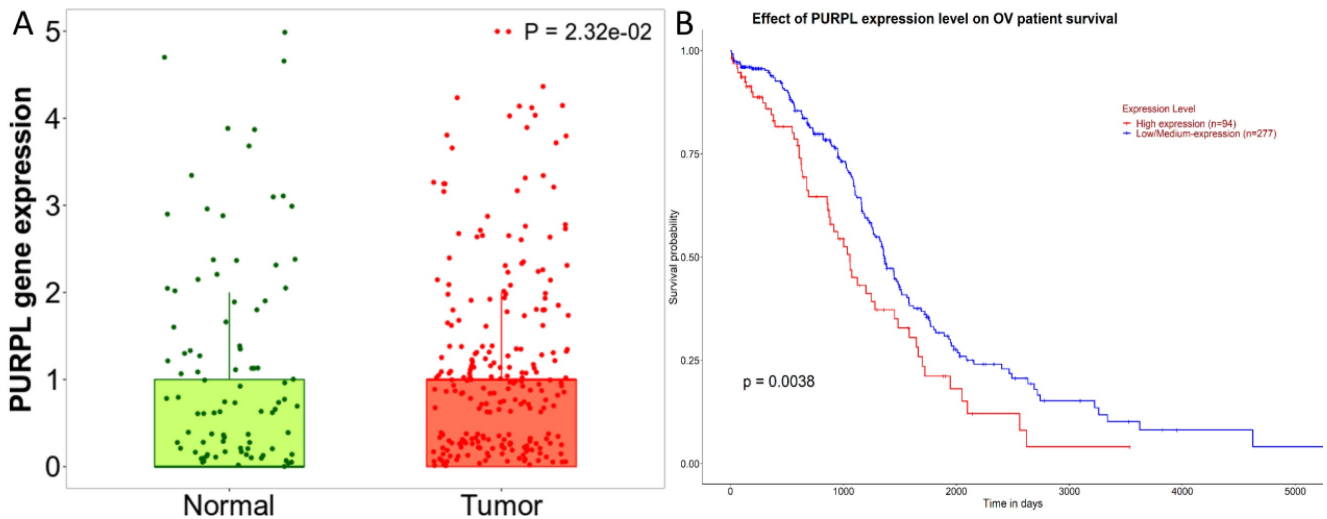 A
PURPL gene expression
5
4
3
2
1
0
P = 2.32e-02
Normal
Tumor
B
Effect of PURPL expression level on OV patient survival
Survival probability
1.00
0.75
0.50
0.25
0.00
Expression Level
High expression (n=94)
Low/Medium-expression (n=277)
p = 0.0038
0
1000
2000
3000
4000
5000
Time in days